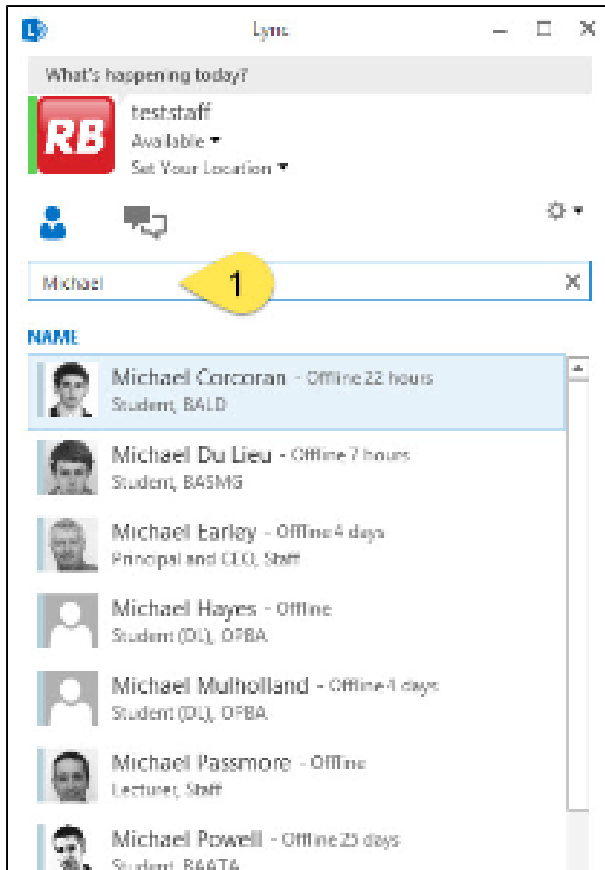 Lync
What's happening today?
RB
teststaff
Available
Set Your Location
Michael
1
NAME
Michael Corcoran - Offline 22 hours
Student, BALD
Michael Du Lieu - Offline 7 hours
Student, BASMG
Michael Earley - Offline 4 days
Principal and CEO, Staff
Michael Hayes - Offline
Student (DL), OPBA
Michael Mulholland - Offline 4 days
Student (DL), OPBA
Michael Passmore - Offline
Lecturer, Staff
Michael Powell - Offline 25 days
Student, BAATA